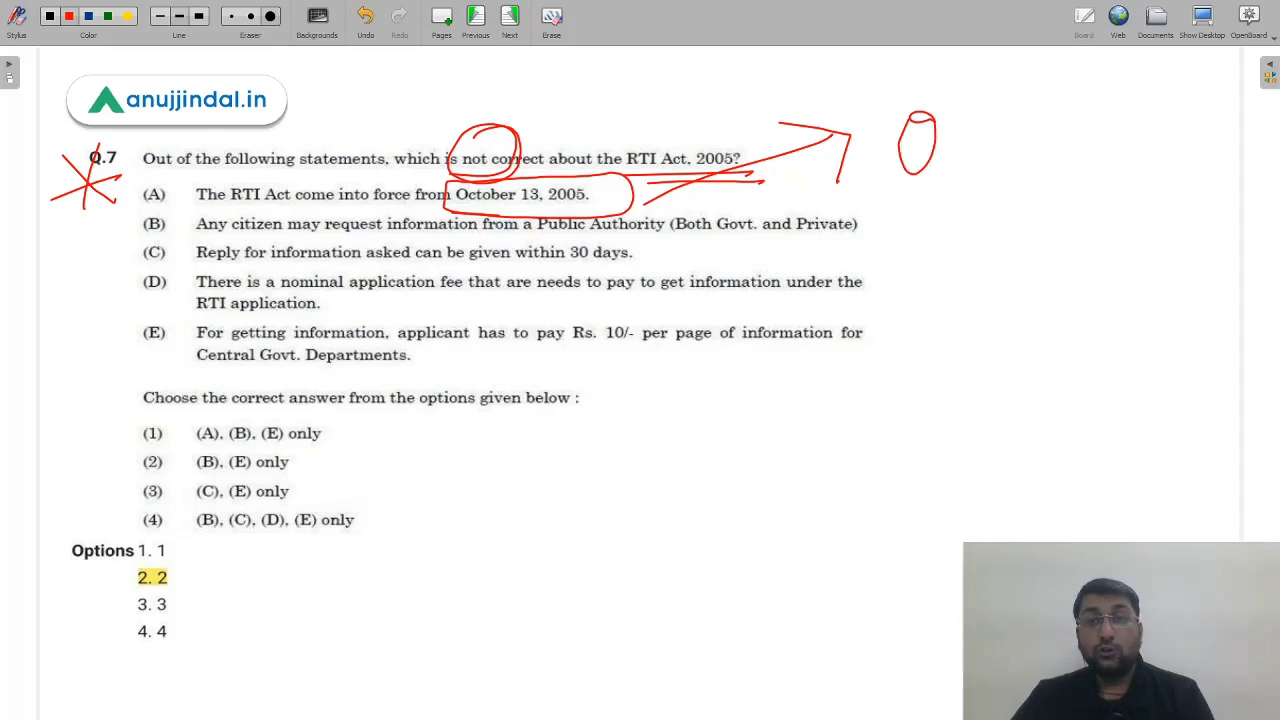 Stylus
Color
Line
Eraser
Backgrounds
Undo
Redo
Pages
Previous
Next
Erase
Board
Web
Documents
Show Desktop
OpenBoard
anujjindal.in
Q.7 Out of the following statements, which is not correct about the RTI Act, 2005?
(A) The RTI Act come into force from October 13, 2005.
(B) Any citizen may request information from a Public Authority (Both Govt. and Private)
(C) Reply for information asked can be given within 30 days.
(D) There is a nominal application fee that are needs to pay to get information under the
RTI application.
(E) For getting information, applicant has to pay Rs. 10/- per page of information for
Central Govt. Departments.
Choose the correct answer from the options given below :
(1) (A), (B), (E) only
(2) (B), (E) only
(3) (C), (E) only
(4) (B), (C), (D), (E) only
Options 1. 1
2. 2
3. 3
4. 4